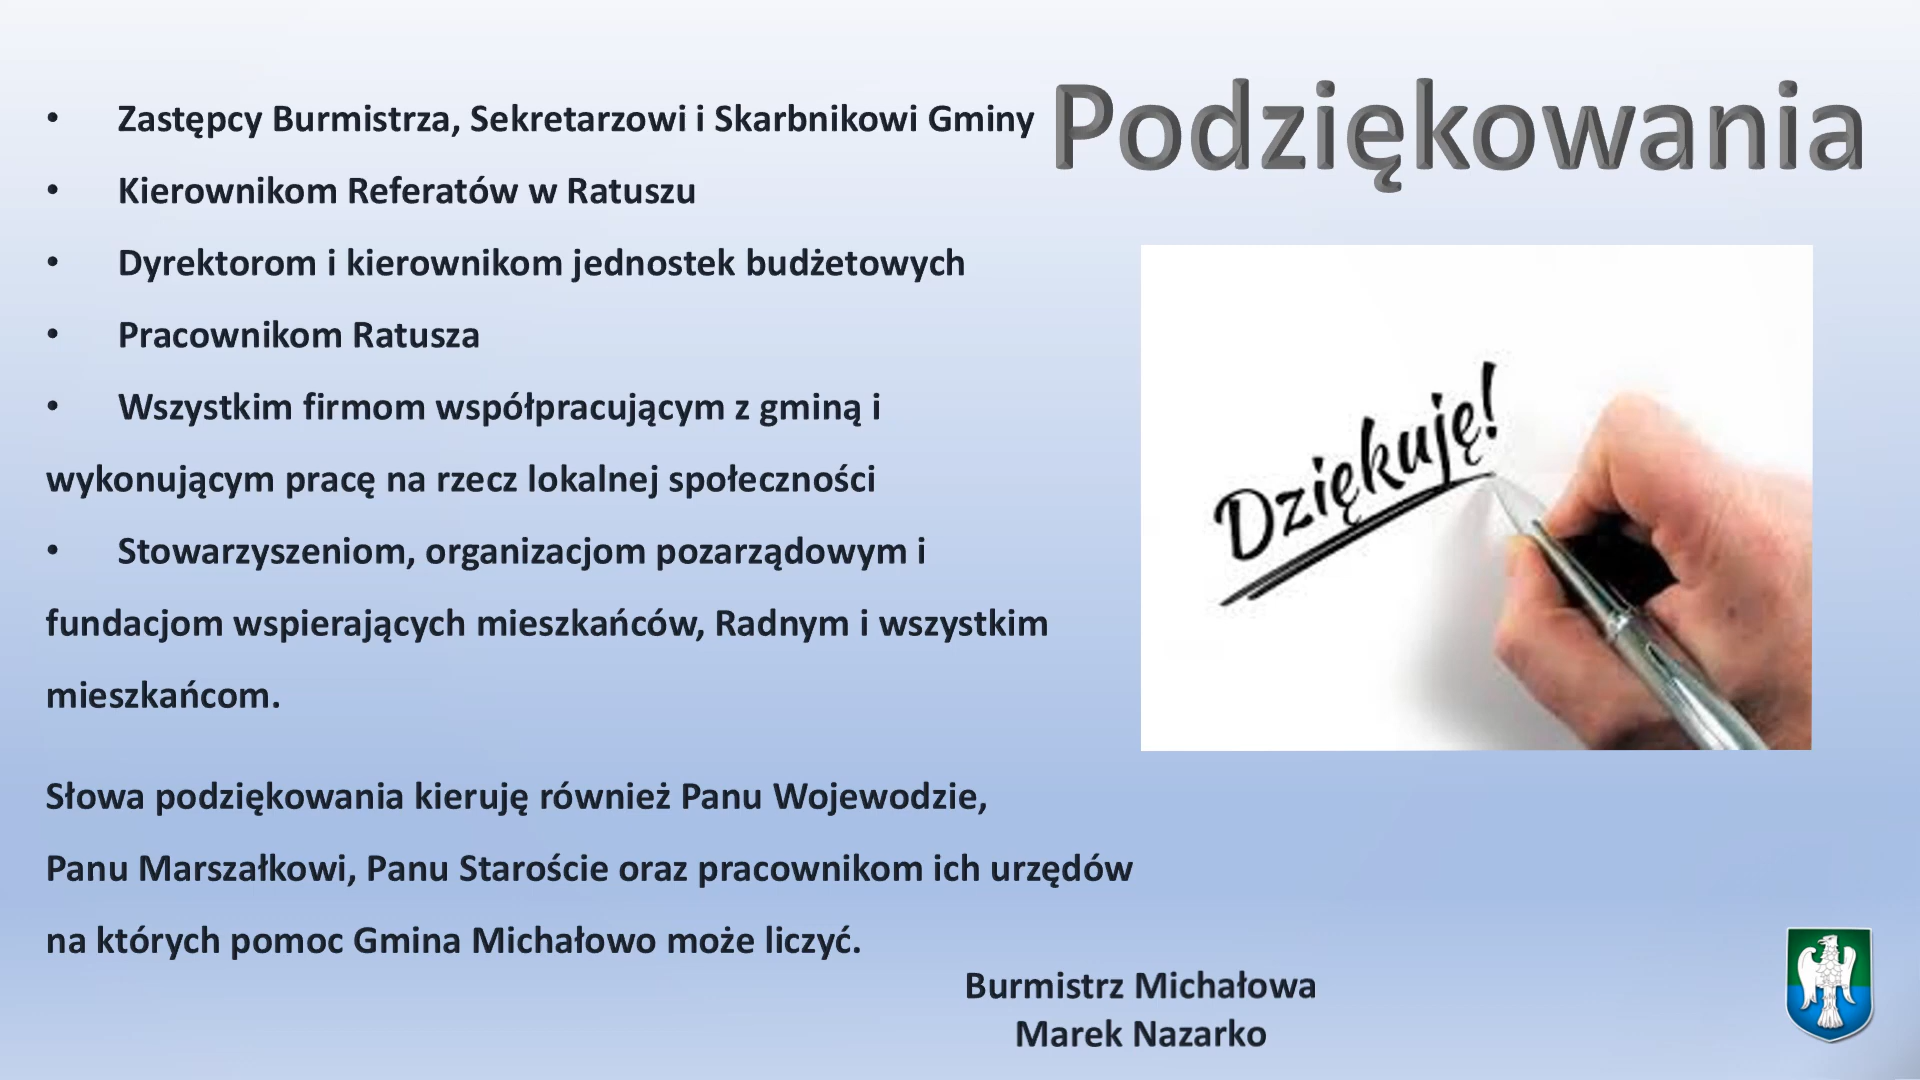 Podziękowania
• Zastępcy Burmistrza, Sekretarzowi i Skarbnikowi Gminy
• Kierownikom Referatów w Ratuszu
• Dyrektorom i kierownikom jednostek budżetowych
• Pracownikom Ratusza
• Wszystkim firmom współpracującym z gminą i
wykonującym pracę na rzecz lokalnej społeczności
• Stowarzyszeniom, organizacjom pozarządowym i
fundacjom wspierających mieszkańców, Radnym i wszystkim
mieszkańcom.
Słowa podziękowania kieruję również Panu Wojewodzie,
Panu Marszałkowi, Panu Staroście oraz pracownikom ich urzędów
na których pomoc Gmina Michałowo może liczyć.
Dziękuję!
Burmistrz Michałowa
Marek Nazarko